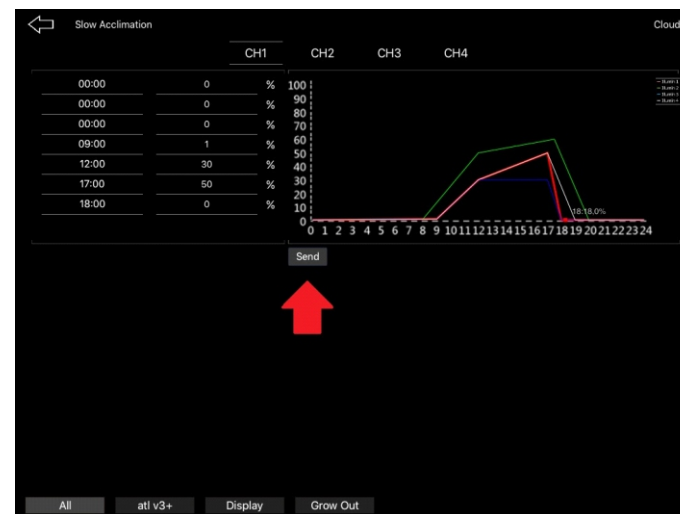 Slow Acclimation
Cloud
CH1 CH2 CH3 CH4
00:00 0 %
00:00 0 %
00:00 0 %
09:00 1 %
12:00 30 %
17:00 50 %
18:00 0 %
100
90
80
70
60
50
40
30
20
10
0
18:18,0%
0 1 2 3 4 5 6 7 8 9 10 11 12 13 14 15 16 17 18 19 20 21 22 23 24
Send
All atl v3+ Display Grow Out